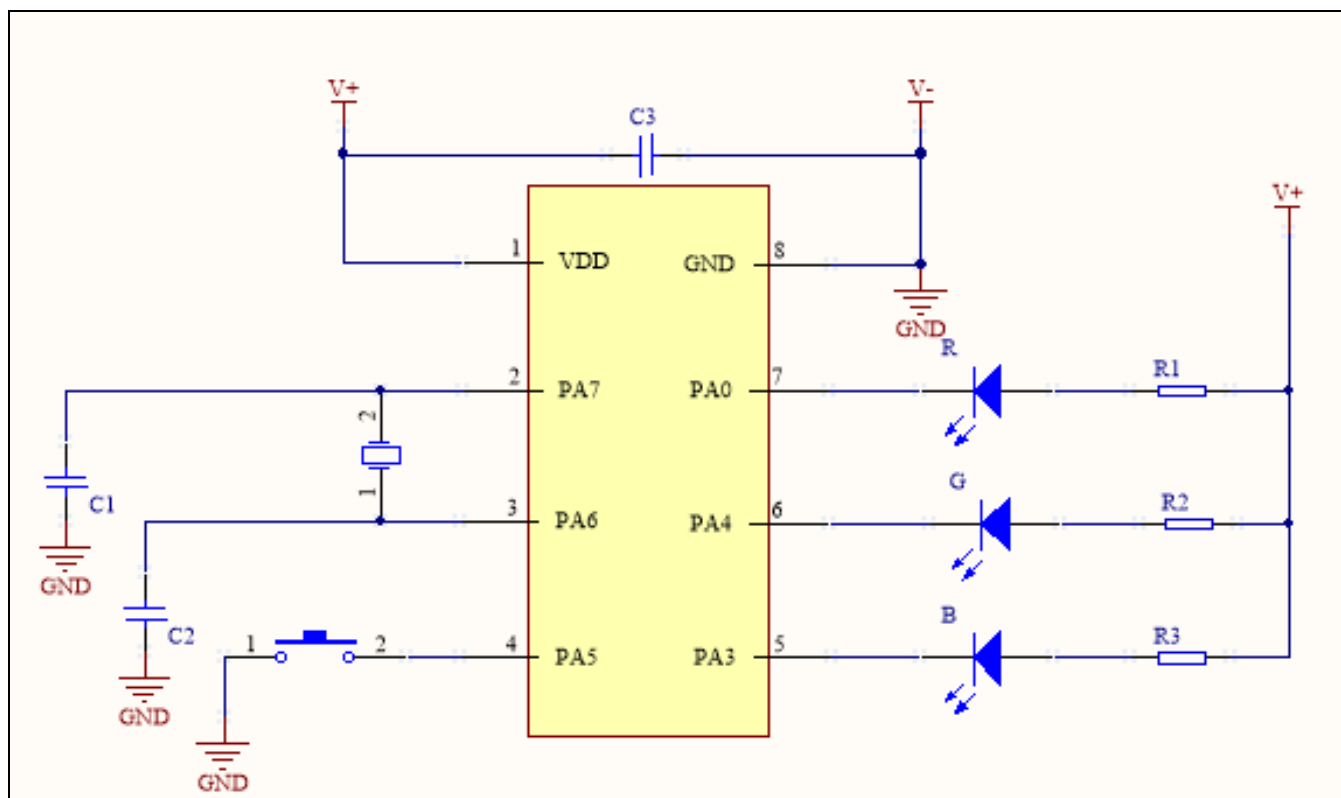 V+
V-
C3
V+
1
VDD
GND
8
GND
R
R1
2
PA7
PA0
7
2
G
R2
C1
1
3
PA6
PA4
6
GND
B
R3
C2
1
2
4
PA5
PA3
5
GND
GND